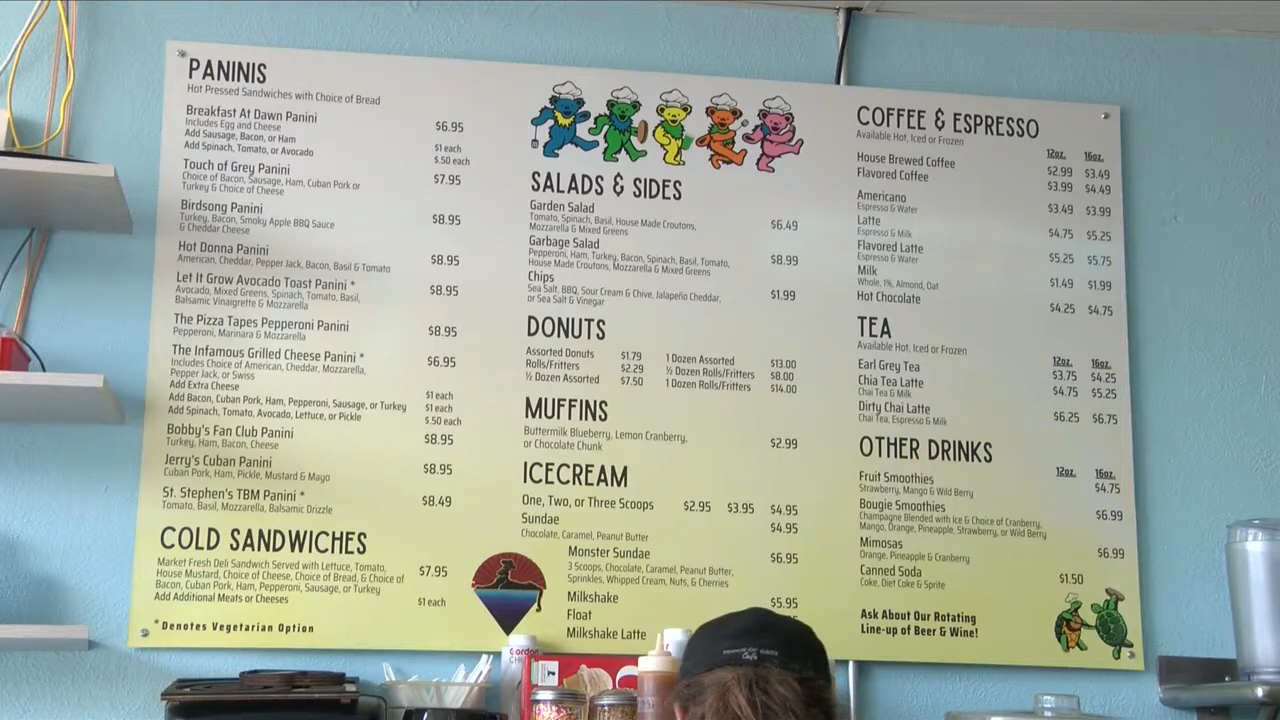 PANINIS
Hot Pressed Sandwiches with Choice of Bread
Breakfast At Dawn Panini $6.95
Includes Egg and Cheese
Add Sausage, Bacon, or Ham $1 each
Add Spinach, Tomato, or Avocado $.50 each
Touch of Grey Panini $7.95
Choice of Bacon, Sausage, Ham, Cuban Pork or
Turkey & Choice of Cheese
Birdsong Panini $8.95
Turkey, Bacon, Smoky Apple BBQ Sauce
& Cheddar Cheese
Hot Donna Panini $8.95
American, Cheddar, Pepper Jack, Bacon, Basil & Tomato
Let It Grow Avocado Toast Panini * $8.95
Avocado, Mixed Greens, Spinach, Tomato, Basil,
Balsamic Vinaigrette & Mozzarella
The Pizza Tapes Pepperoni Panini $8.95
Pepperoni, Marinara & Mozzarella
The Infamous Grilled Cheese Panini * $6.95
Includes Choice of American, Cheddar, Mozzarella,
Pepper Jack, or Swiss
Add Extra Cheese $1 each
Add Bacon, Cuban Pork, Ham, Pepperoni, Sausage, or Turkey $1 each
Add Spinach, Tomato, Avocado, Lettuce, or Pickle $.50 each
Bobby's Fan Club Panini $8.95
Turkey, Ham, Bacon, Cheese
Jerry's Cuban Panini $8.95
Cuban Pork, Ham, Pickle, Mustard & Mayo
St. Stephen's TBM Panini * $8.49
Tomato, Basil, Mozzarella, Balsamic Drizzle
COLD SANDWICHES
Market Fresh Deli Sandwich Served with Lettuce, Tomato, $7.95
House Mustard, Choice of Cheese, Choice of Bread, & Choice of
Bacon, Cuban Pork, Ham, Pepperoni, Sausage, or Turkey
Add Additional Meats or Cheeses $1 each
*Denotes Vegetarian Option
SALADS & SIDES
Garden Salad $6.49
Tomato, Spinach, Basil, House Made Croutons,
Mozzarella & Mixed Greens
Garbage Salad $8.99
Pepperoni, Ham, Turkey, Bacon, Spinach, Basil, Tomato,
House Made Croutons, Mozzarella & Mixed Greens
Chips $1.99
Sea Salt, BBQ, Sour Cream & Chive, Jalapeño Cheddar,
or Sea Salt & Vinegar
DONUTS
Assorted Donuts $1.79 1 Dozen Assorted $13.00
Rolls/Fritters $2.29 ½ Dozen Rolls/Fritters $8.00
½ Dozen Assorted $7.50 1 Dozen Rolls/Fritters $14.00
MUFFINS
Buttermilk Blueberry, Lemon Cranberry, $2.99
or Chocolate Chunk
ICECREAM
One, Two, or Three Scoops $2.95 $3.95 $4.95
Sundae $4.95
Chocolate, Caramel, Peanut Butter
Monster Sundae $6.95
3 Scoops, Chocolate, Caramel, Peanut Butter,
Sprinkles, Whipped Cream, Nuts, & Cherries
Milkshake $5.95
Float
Milkshake Latte
COFFEE & ESPRESSO
Available Hot, Iced or Frozen
12oz. 16oz.
House Brewed Coffee $2.99 $3.49
Flavored Coffee $3.99 $4.49
Americano $3.49 $3.99
Espresso & Water
Latte $4.75 $5.25
Espresso & Milk
Flavored Latte $5.25 $5.75
Espresso & Water
Milk $1.49 $1.99
Whole, 1%, Almond, Oat
Hot Chocolate $4.25 $4.75
TEA
Available Hot, Iced or Frozen
12oz. 16oz.
Earl Grey Tea $3.75 $4.25
Chia Tea Latte $4.75 $5.25
Chai Tea & Milk
Dirty Chai Latte $6.25 $6.75
Chai Tea, Espresso & Milk
OTHER DRINKS
12oz. 16oz.
Fruit Smoothies $4.75
Strawberry, Mango & Wild Berry
Bougie Smoothies $6.99
Champagne Blended with Ice & Choice of Cranberry,
Mango, Orange, Pineapple, Strawberry, or Wild Berry
Mimosas $6.99
Orange, Pineapple & Cranberry
Canned Soda $1.50
Coke, Diet Coke & Sprite
Ask About Our Rotating
Line-up of Beer & Wine!
Gordon
Cafe